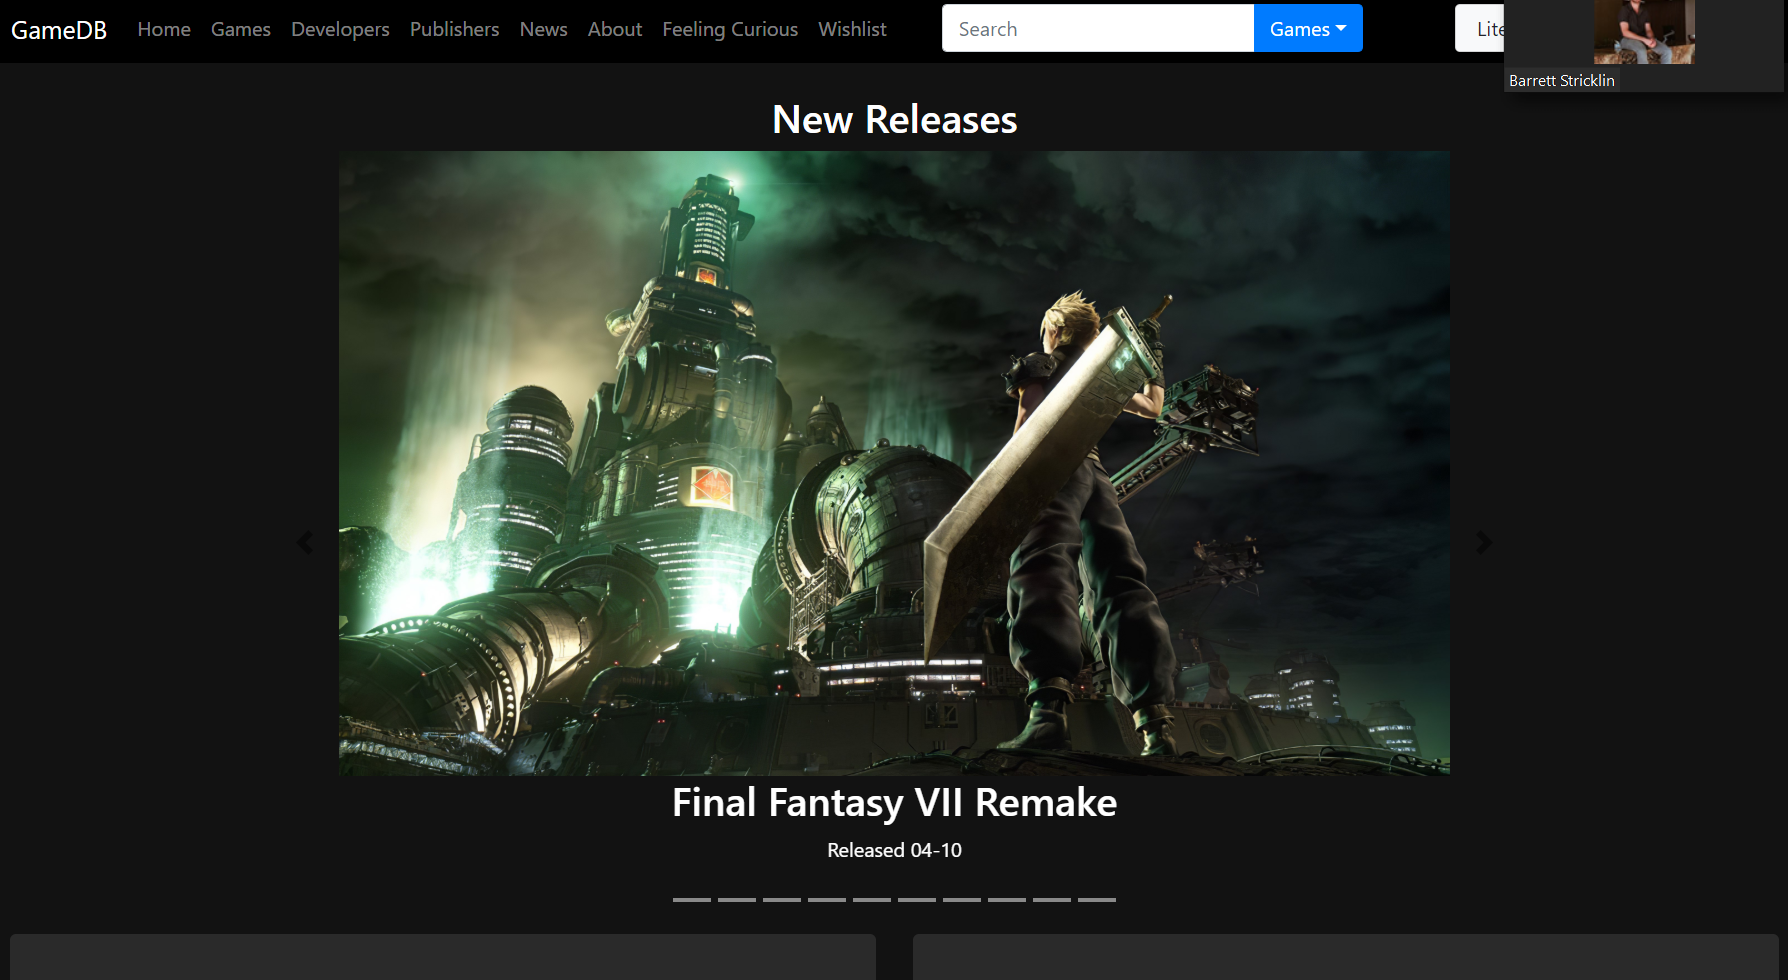 GameDB Home Games Developers Publishers News About Feeling Curious Wishlist Search Games Lite
Barrett Stricklin
New Releases
Final Fantasy VII Remake
Released 04-10